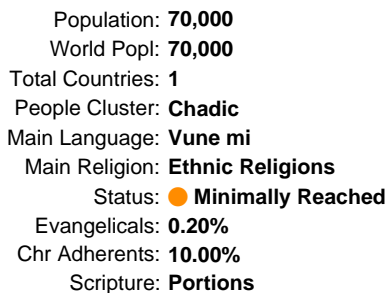 Population: 70,000
World Popl: 70,000
Total Countries: 1
People Cluster: Chadic
Main Language: Vune mi
Main Religion: Ethnic Religions
Status: Minimally Reached
Evangelicals: 0.20%
Chr Adherents: 10.00%
Scripture: Portions